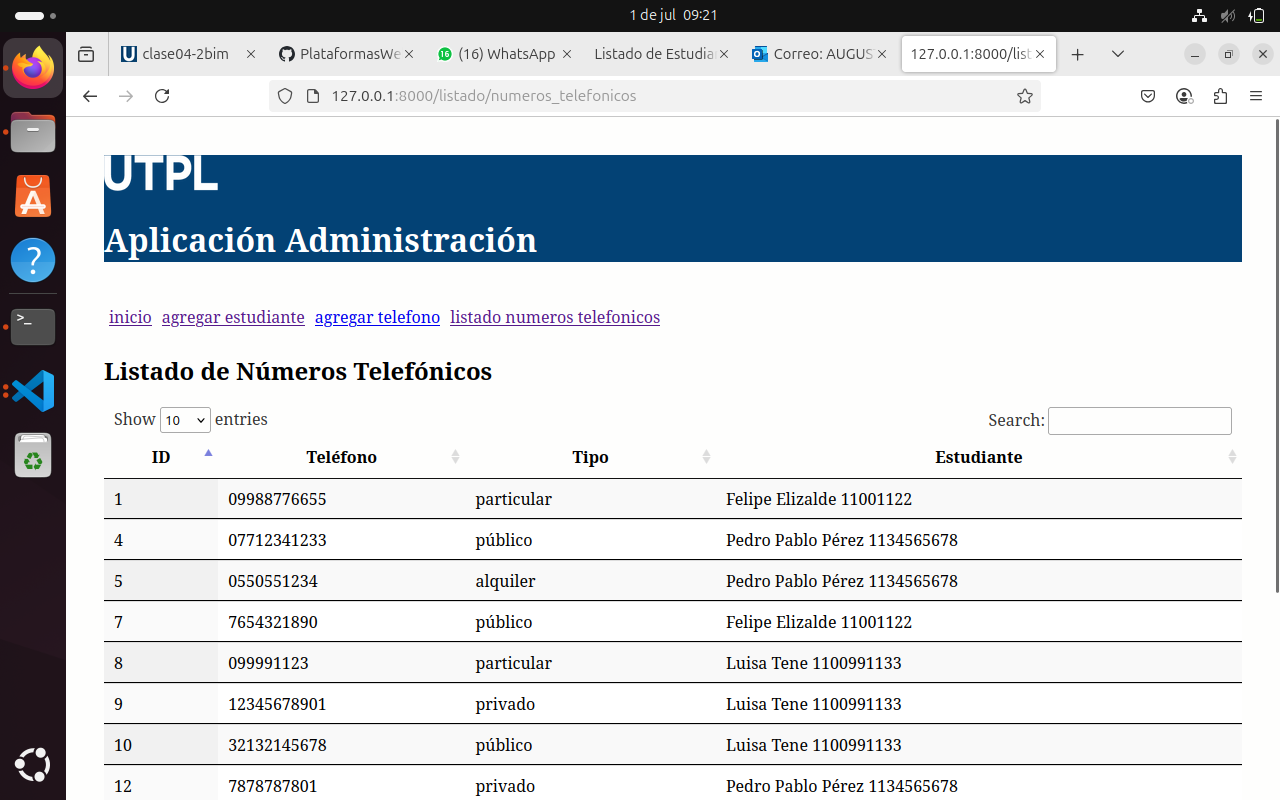 1 de jul 09:21
clase04-2bim
PlataformasWe
(16) WhatsApp
Listado de Estudia
Correo: AUGUS
127.0.0.1:8000/list
127.0.0.1:8000/listado/numeros_telefonicos
UTPL
Aplicación Administración
inicio agregar estudiante agregar telefono listado numeros telefonicos
Listado de Números Telefónicos
Show 10 entries Search:
ID Teléfono Tipo Estudiante
1 09988776655 particular Felipe Elizalde 11001122
4 07712341233 público Pedro Pablo Pérez 1134565678
5 0550551234 alquiler Pedro Pablo Pérez 1134565678
7 7654321890 público Felipe Elizalde 11001122
8 099991123 particular Luisa Tene 1100991133
9 12345678901 privado Luisa Tene 1100991133
10 32132145678 público Luisa Tene 1100991133
12 7878787801 privado Pedro Pablo Pérez 1134565678